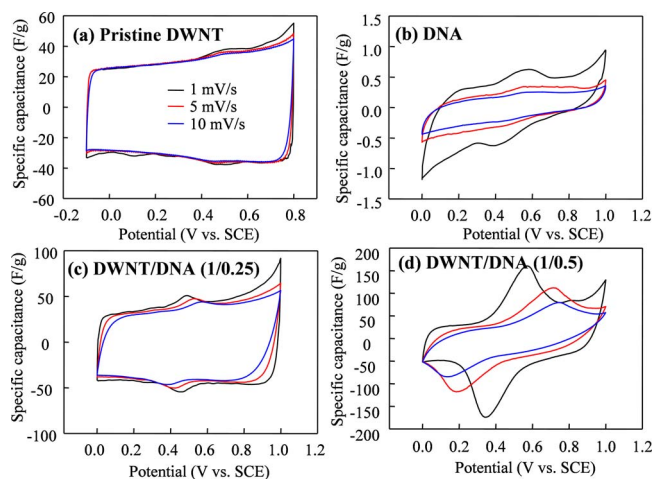 (a) Pristine DWNT
1 mV/s
5 mV/s
10 mV/s
60
40
20
0
-20
-40
-60
-0.2 0.0 0.2 0.4 0.6 0.8
Potential (V vs. SCE)
Specific capacitance (F/g)
(b) DNA
1.5
1.0
0.5
0.0
-0.5
-1.0
-1.5
0.0 0.2 0.4 0.6 0.8 1.0 1.2
Potential (V vs. SCE)
Specific capacitance (F/g)
(c) DWNT/DNA (1/0.25)
100
50
0
-50
-100
0.0 0.2 0.4 0.6 0.8 1.0 1.2
Potential (V vs. SCE)
Specific capacitance (F/g)
(d) DWNT/DNA (1/0.5)
200
150
100
50
0
-50
-100
-150
-200
0.0 0.2 0.4 0.6 0.8 1.0 1.2
Potential (V vs. SCE)
Specific capacitance (F/g)